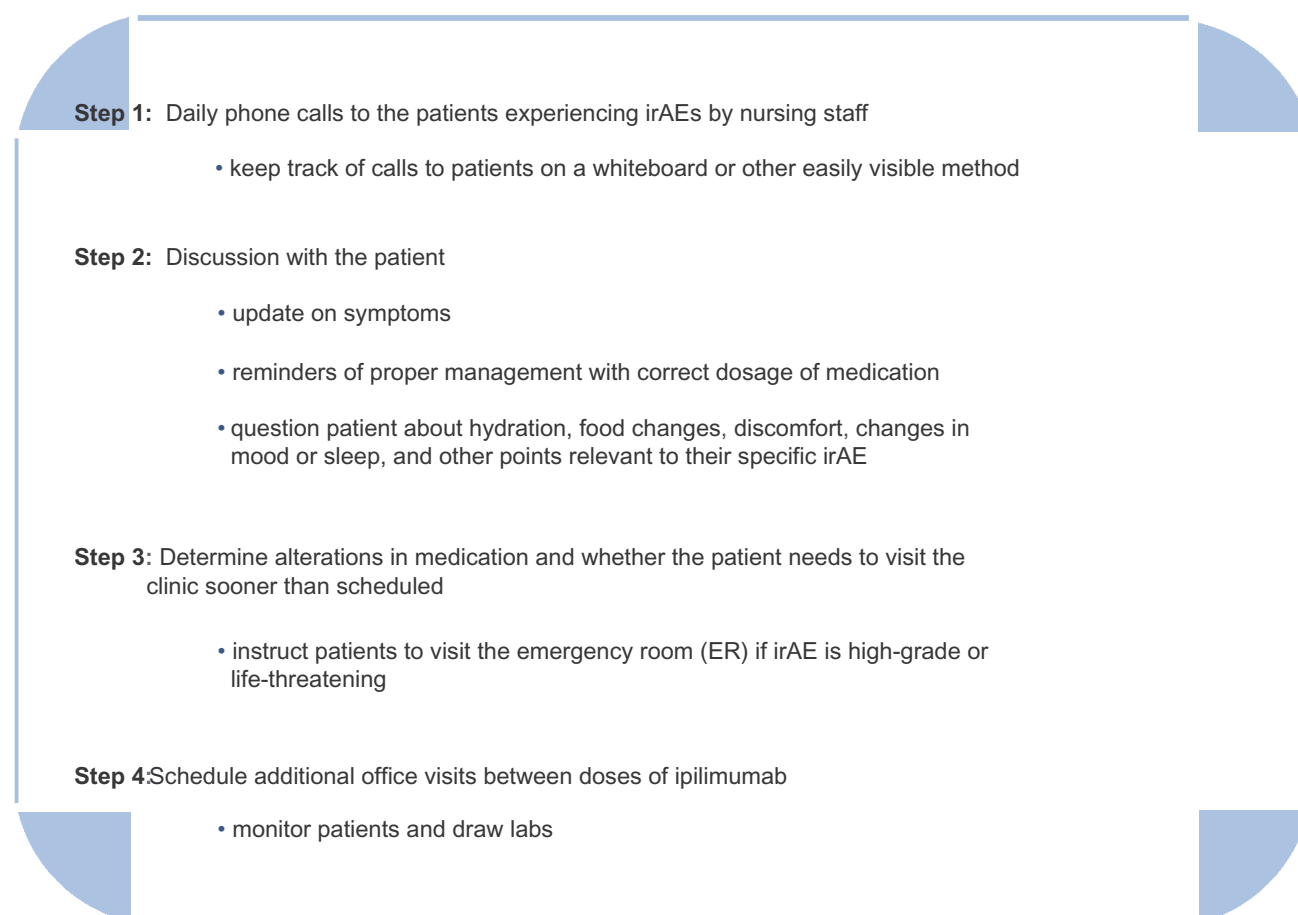 Step 1: Daily phone calls to the patients experiencing irAEs by nursing staff
• keep track of calls to patients on a whiteboard or other easily visible method
Step 2: Discussion with the patient
• update on symptoms
• reminders of proper management with correct dosage of medication
• question patient about hydration, food changes, discomfort, changes in
mood or sleep, and other points relevant to their specific irAE
Step 3: Determine alterations in medication and whether the patient needs to visit the
clinic sooner than scheduled
• instruct patients to visit the emergency room (ER) if irAE is high-grade or
life-threatening
Step 4:Schedule additional office visits between doses of ipilimumab
• monitor patients and draw labs